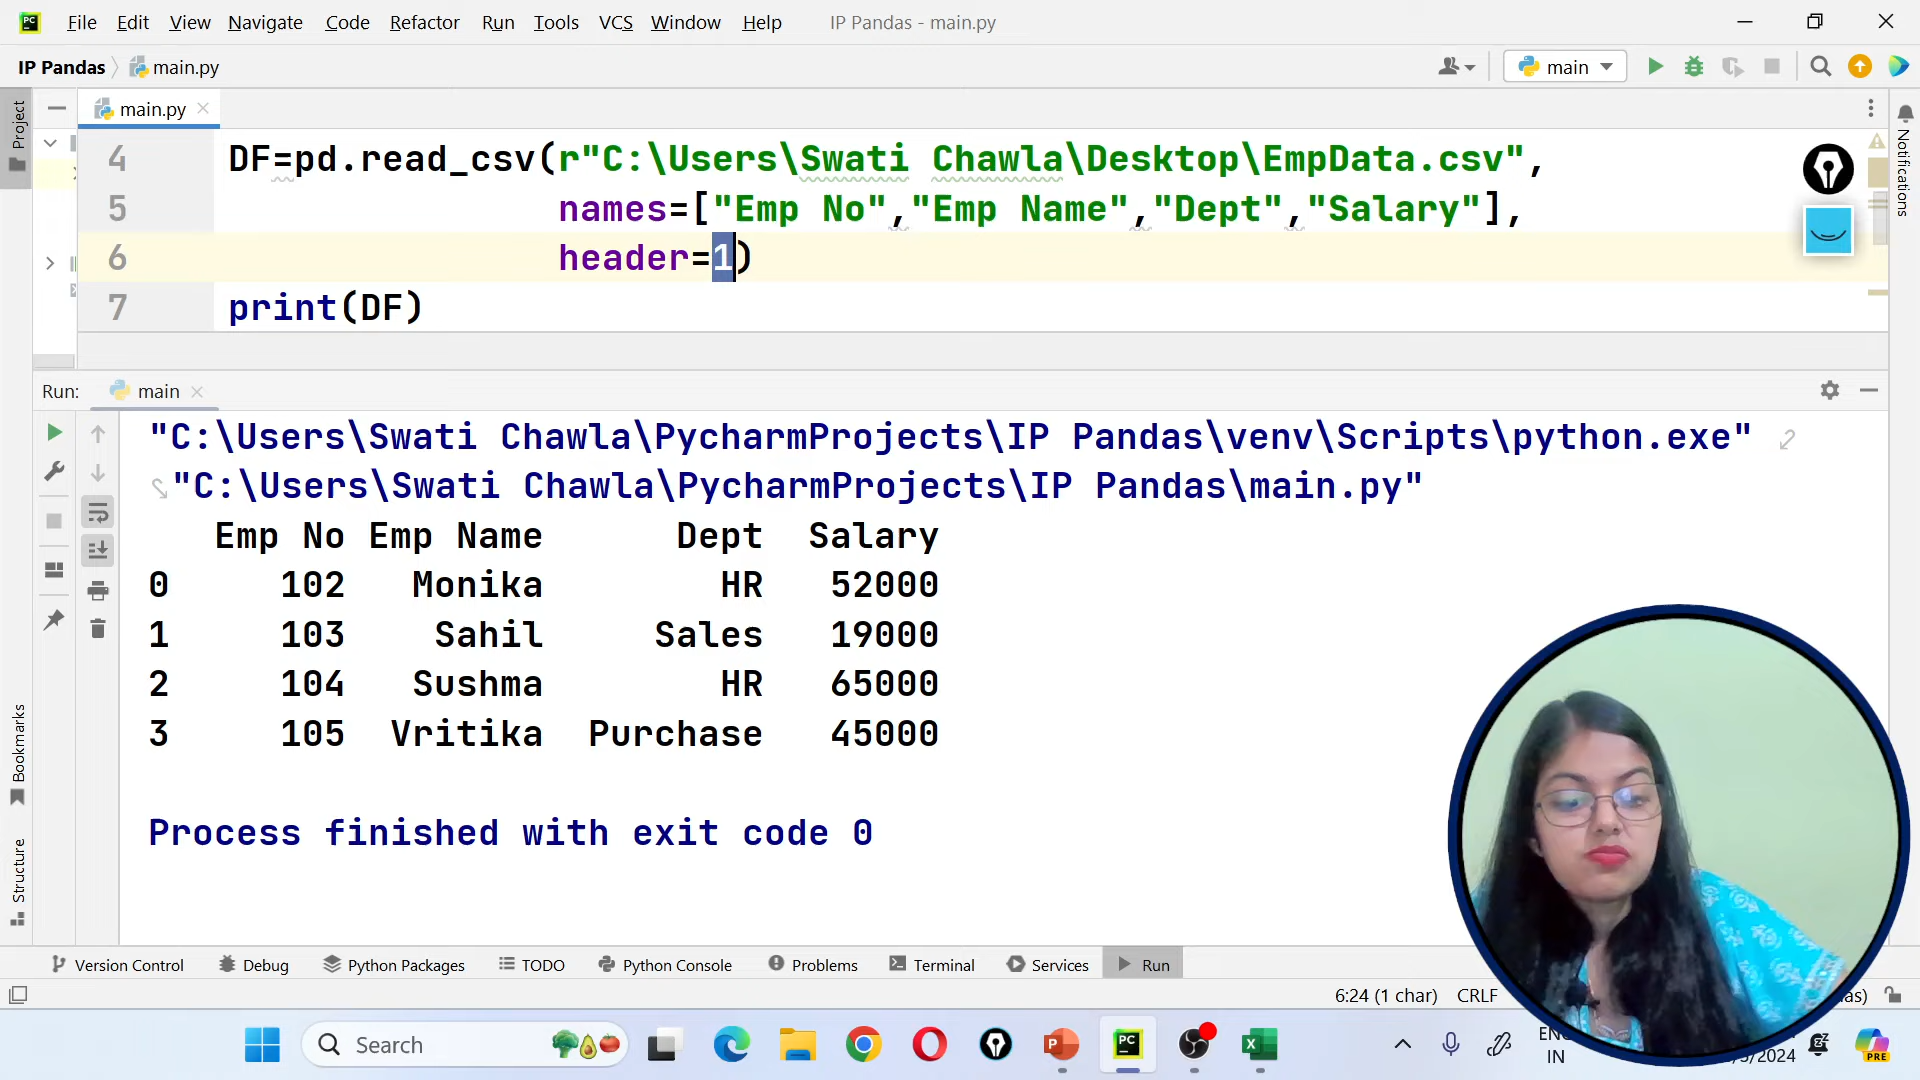 File Edit View Navigate Code Refactor Run Tools VCS Window Help IP Pandas - main.py
IP Pandas main.py main
Project
main.py
Notifications
4 DF=pd.read_csv(r"C:\Users\Swati Chawla\Desktop\EmpData.csv",
5 names=["Emp No","Emp Name","Dept","Salary"],
6 header=1)
7 print(DF)
Run: main
"C:\Users\Swati Chawla\PycharmProjects\IP Pandas\venv\Scripts\python.exe"
"C:\Users\Swati Chawla\PycharmProjects\IP Pandas\main.py"
Emp No Emp Name Dept Salary
0 102 Monika HR 52000
1 103 Sahil Sales 19000
2 104 Sushma HR 65000
3 105 Vritika Purchase 45000
Process finished with exit code 0
Bookmarks
Structure
Version Control Debug Python Packages TODO Python Console Problems Terminal Services Run
6:24 (1 char) CRLF
Search
PC
PRE
IN